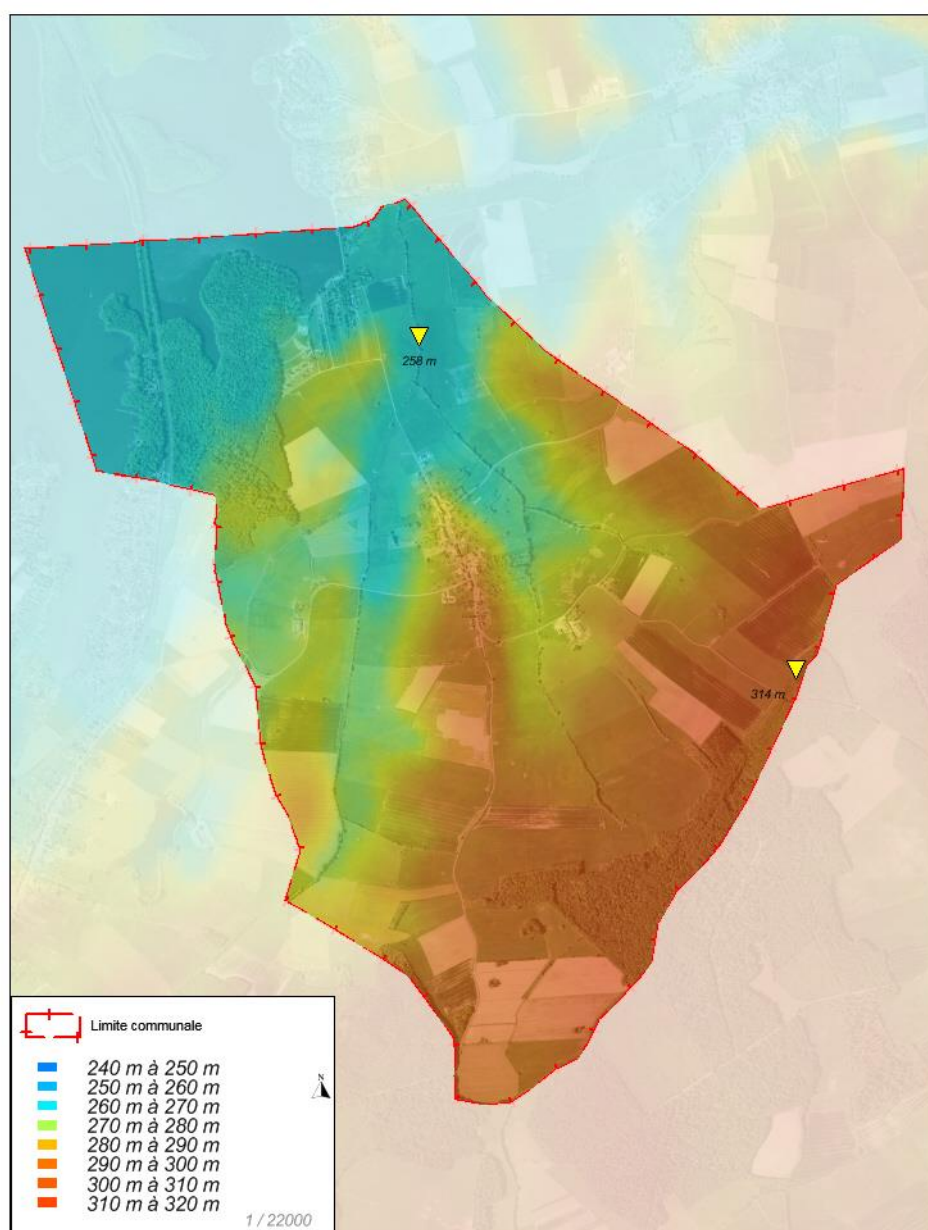 258 m
314 m
Limite communale
240 m à 250 m
250 m à 260 m
260 m à 270 m
270 m à 280 m
280 m à 290 m
290 m à 300 m
300 m à 310 m
310 m à 320 m
N
1 / 22000